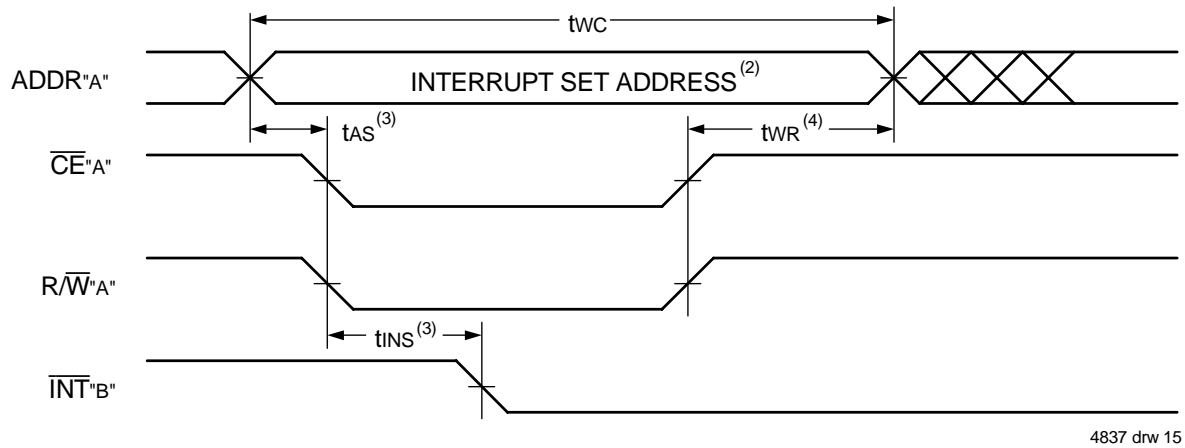 tWC
ADDR"A"
INTERRUPT SET ADDRESS(2)
tAS(3)
tWR(4)
CE"A"
R/W"A"
tINS(3)
INT"B"
4837 drw 15